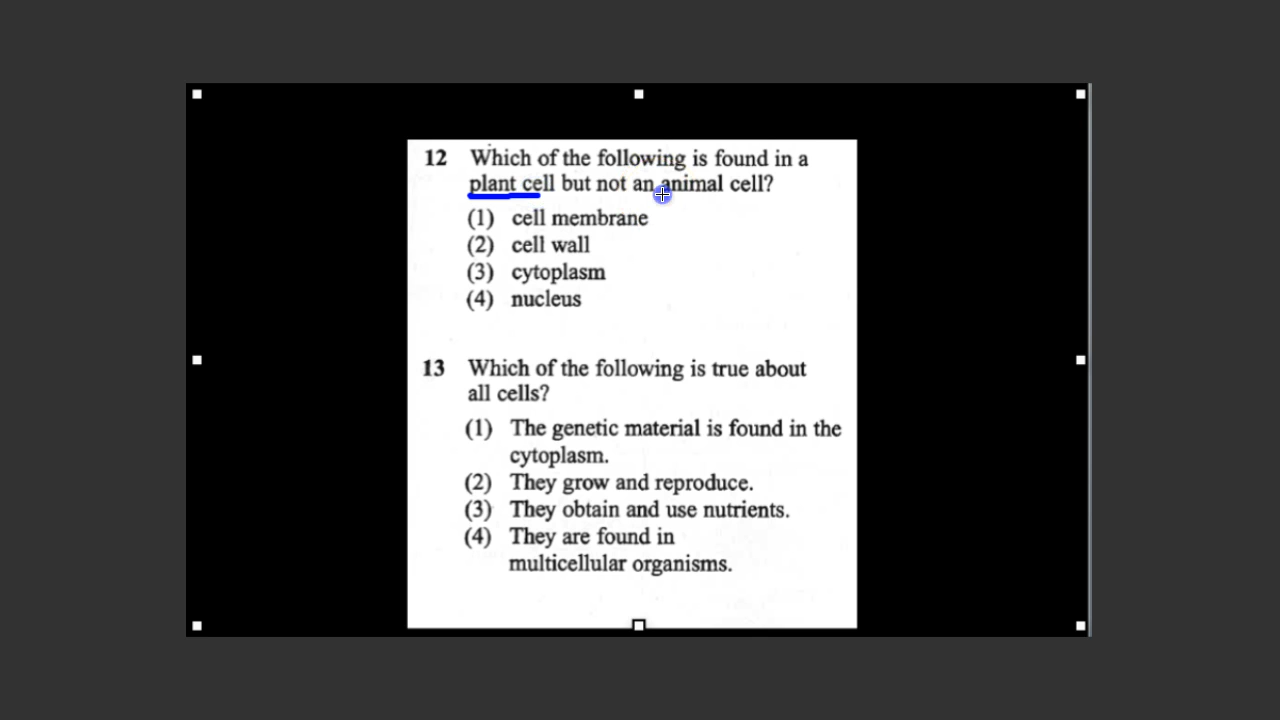 12 Which of the following is found in a
plant cell but not an animal cell?
(1) cell membrane
(2) cell wall
(3) cytoplasm
(4) nucleus
13 Which of the following is true about
all cells?
(1) The genetic material is found in the
cytoplasm.
(2) They grow and reproduce.
(3) They obtain and use nutrients.
(4) They are found in
multicellular organisms.